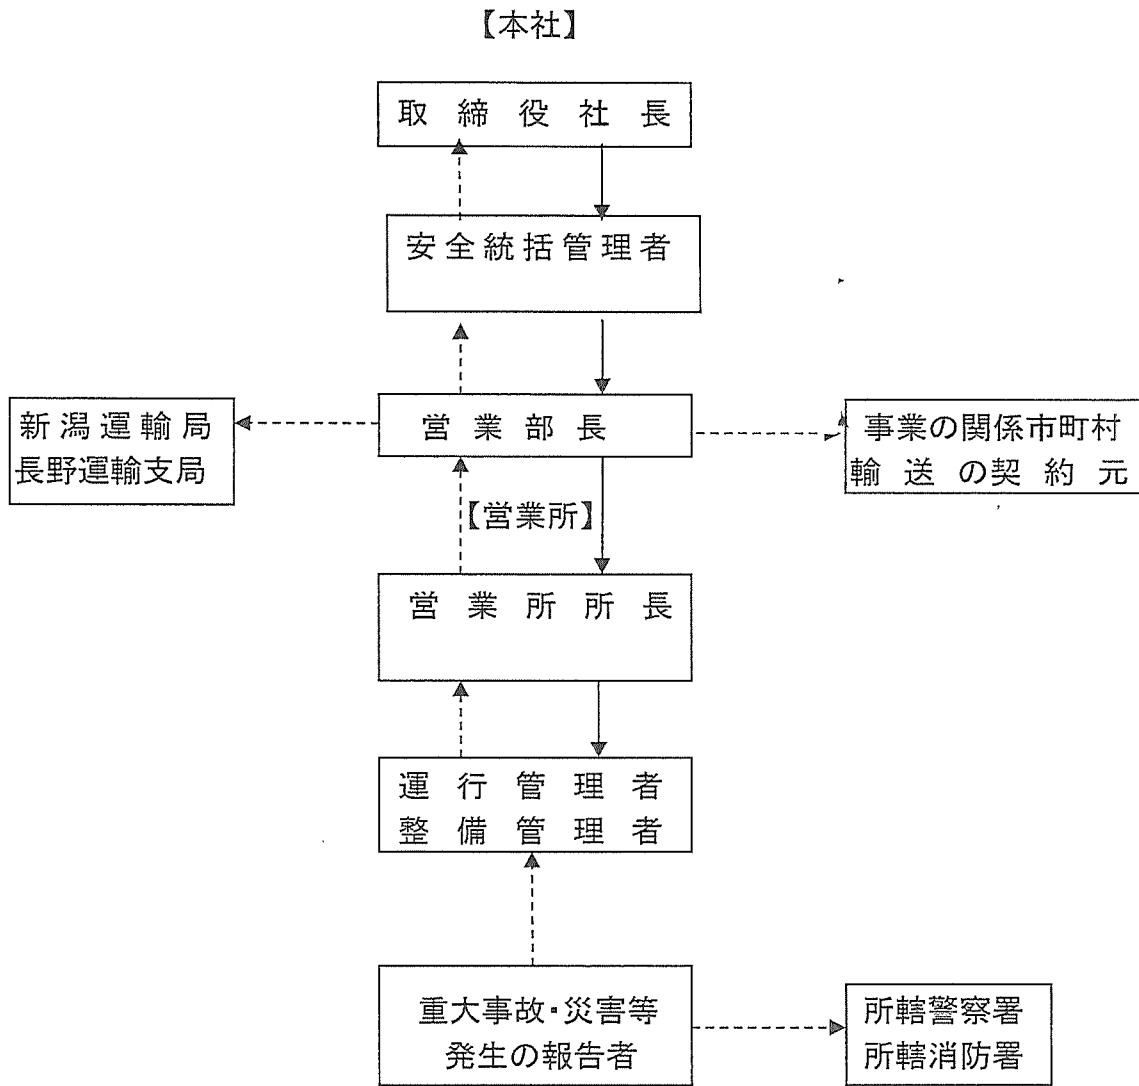 【本社】
取締役社長
安全統括管理者
新潟運輸局
長野運輸支局
営業部長
事業の関係市町村
輸送の契約元
【営業所】
営業所所長
運行管理者
整備管理者
重大事故・災害等
発生の報告者
所轄警察署
所轄消防署